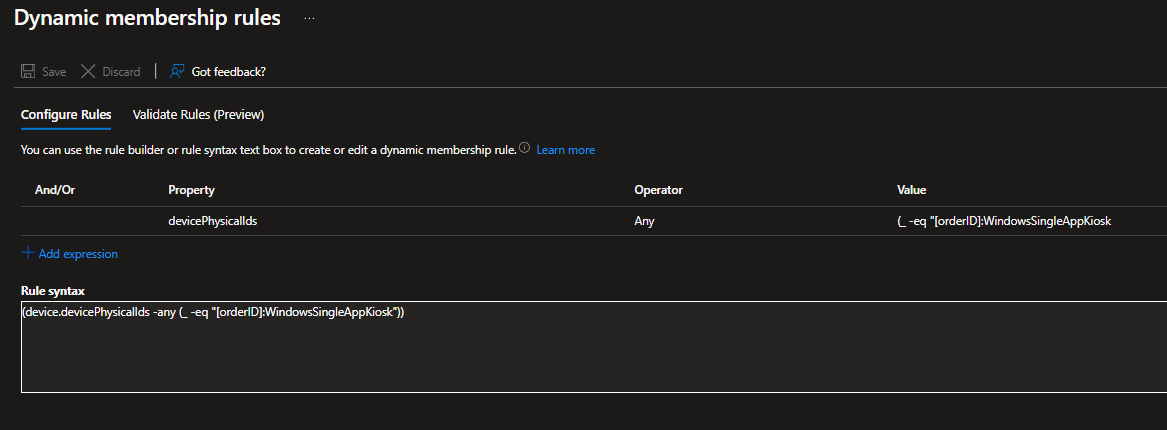 Dynamic membership rules ...
Save Discard | Got feedback?
Configure Rules Validate Rules (Preview)
You can use the rule builder or rule syntax text box to create or edit a dynamic membership rule. Learn more
And/Or Property Operator Value
devicePhysicalIds Any (_ -eq "[orderID]:WindowsSingleAppKiosk
+ Add expression
Rule syntax
(device.devicePhysicalIds -any (_ -eq "[orderID]:WindowsSingleAppKiosk"))